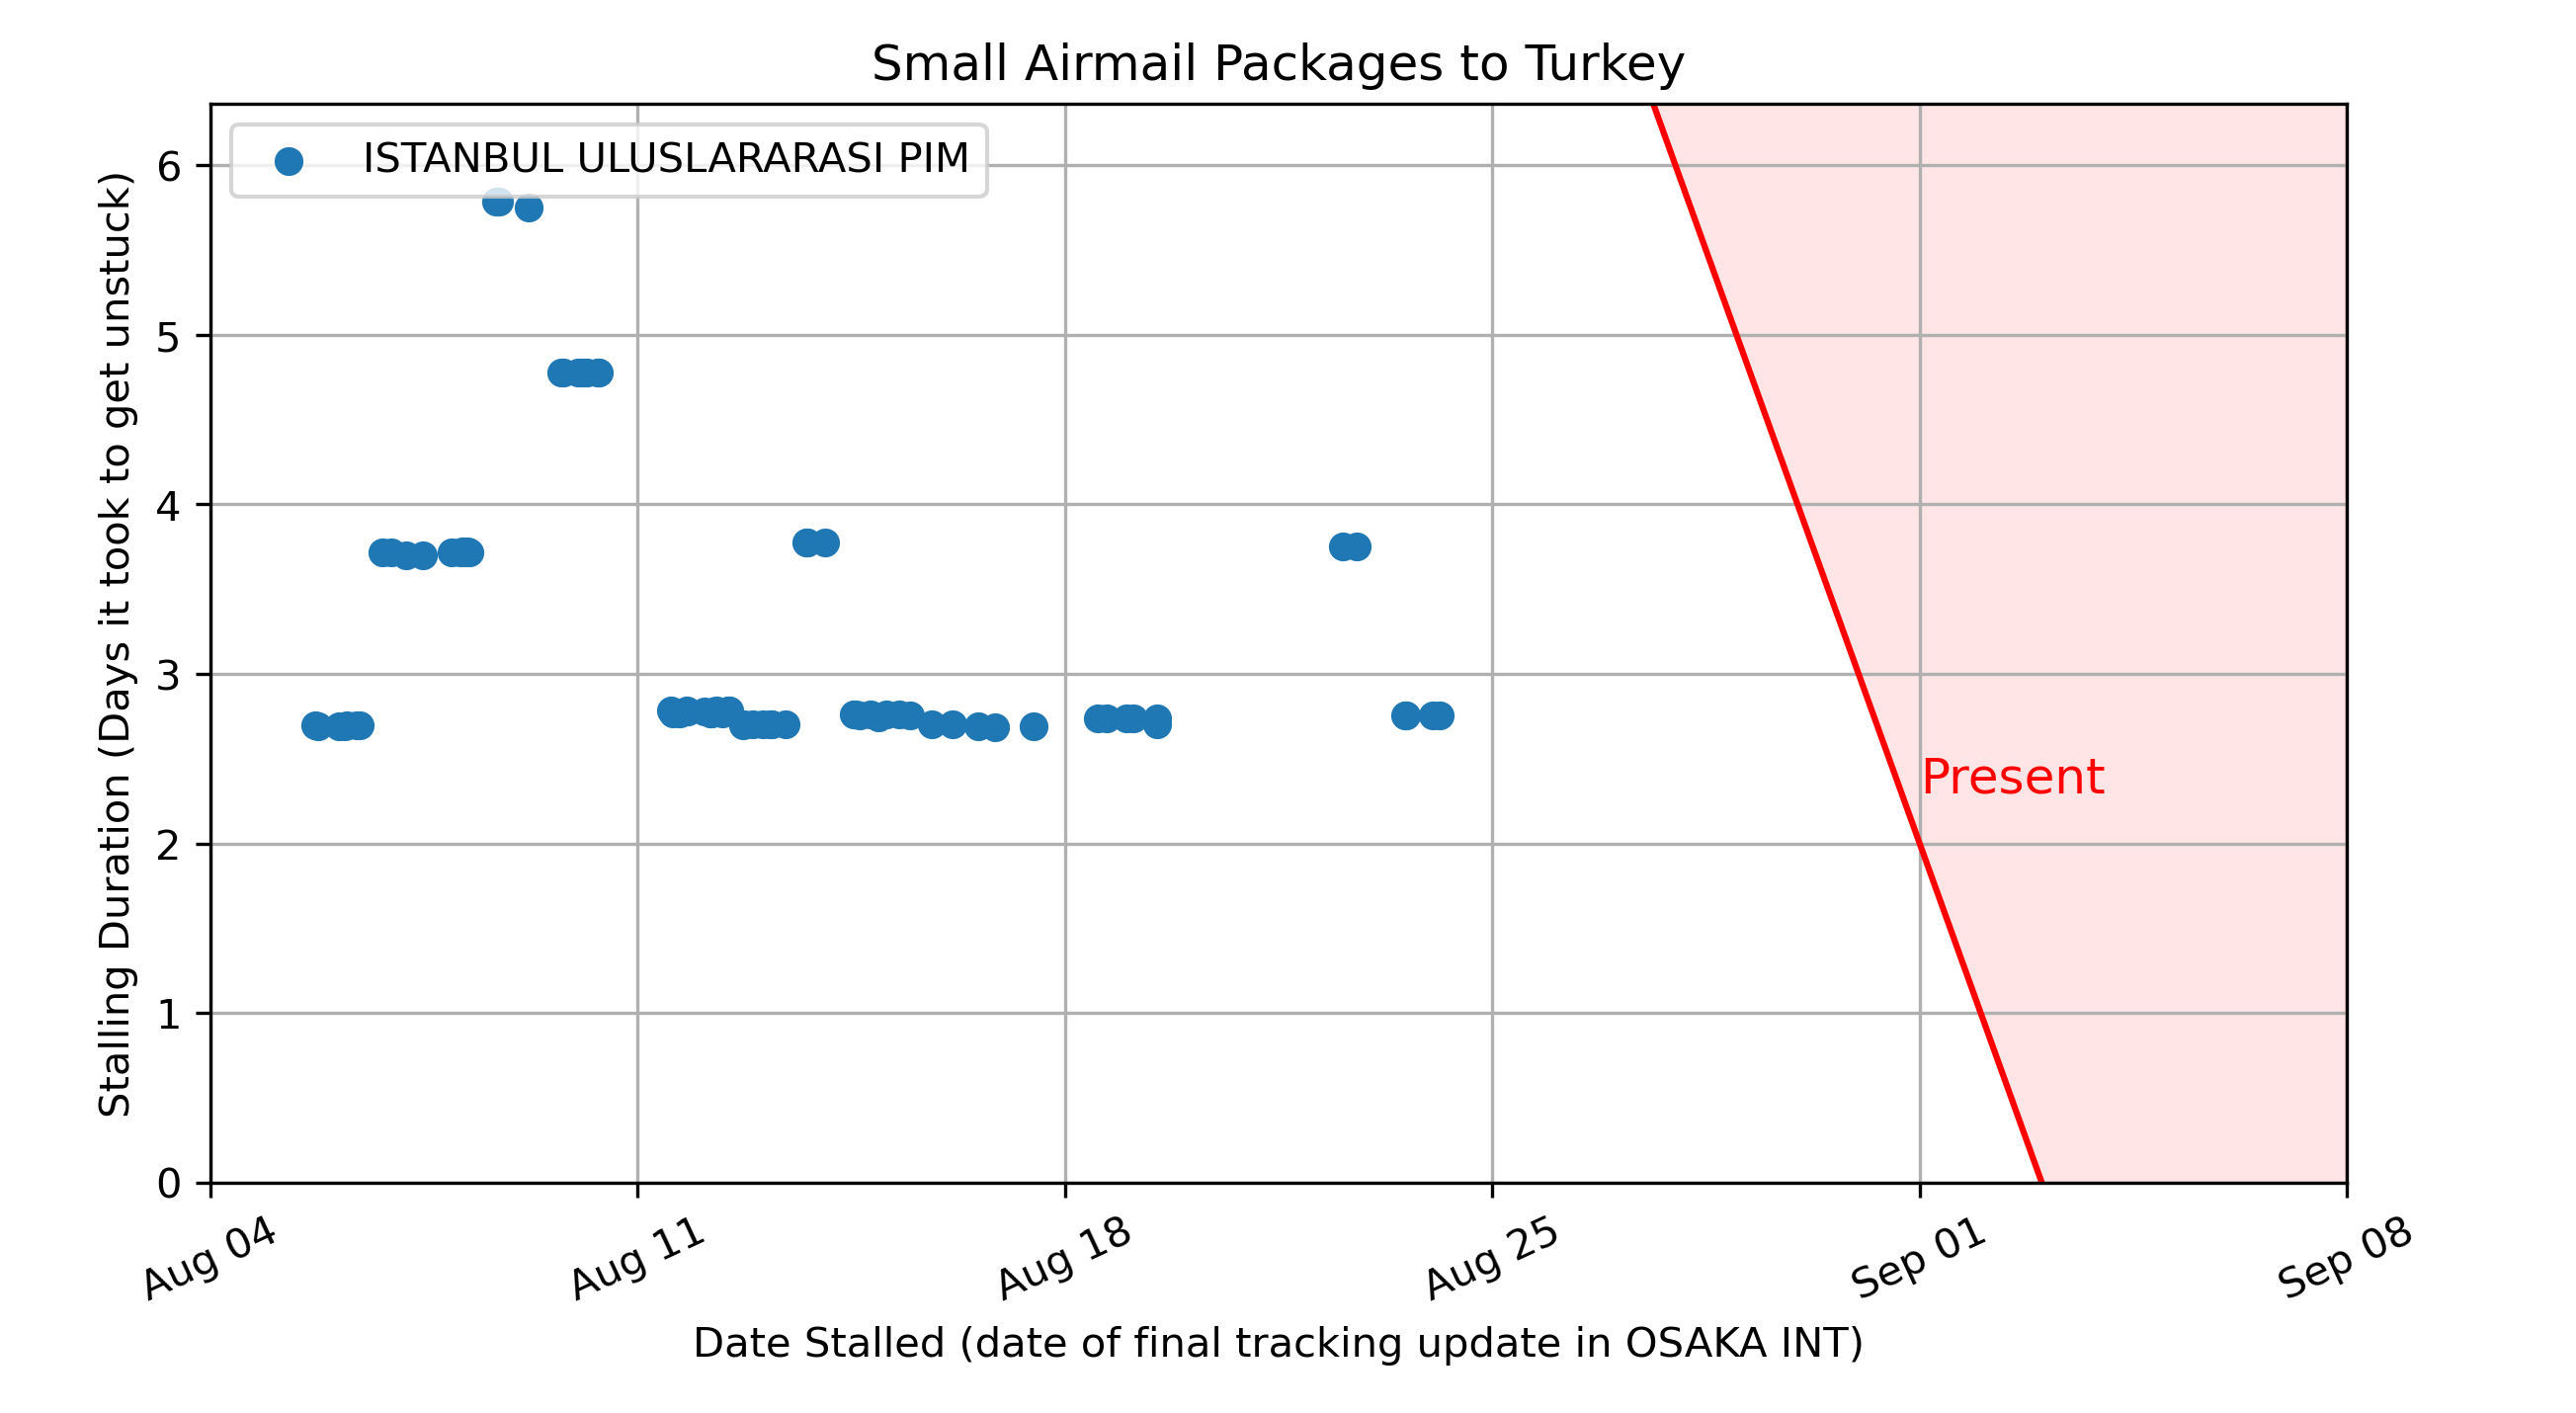 Small Airmail Packages to Turkey
ISTANBUL ULUSLARARASI PIM
Stalling Duration (Days it took to get unstuck)
6
5
4
3
2
1
0
Present
Aug 04
Aug 11
Aug 18
Aug 25
Sep 01
Sep 08
Date Stalled (date of final tracking update in OSAKA INT)